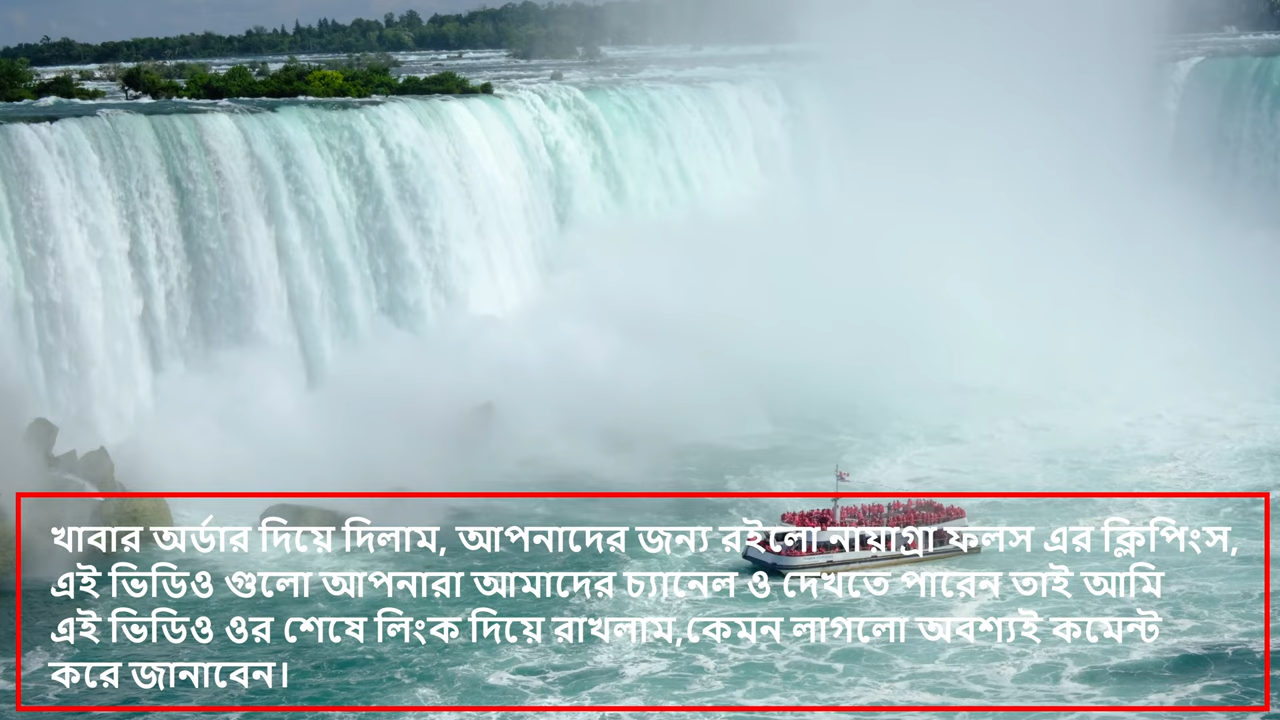 খাবার অর্ডার দিয়ে দিলাম, আপনাদের জন্য রইলো নায়াগ্রা ফলস এর ক্লিপিংস,
এই ভিডিও গুলো আপনারা আমাদের চ্যানেল ও দেখতে পারেন তাই আমি
এই ভিডিও ওর শেষে লিংক দিয়ে রাখলাম,কেমন লাগলো অবশ্যই কমেন্ট
করে জানাবেন।